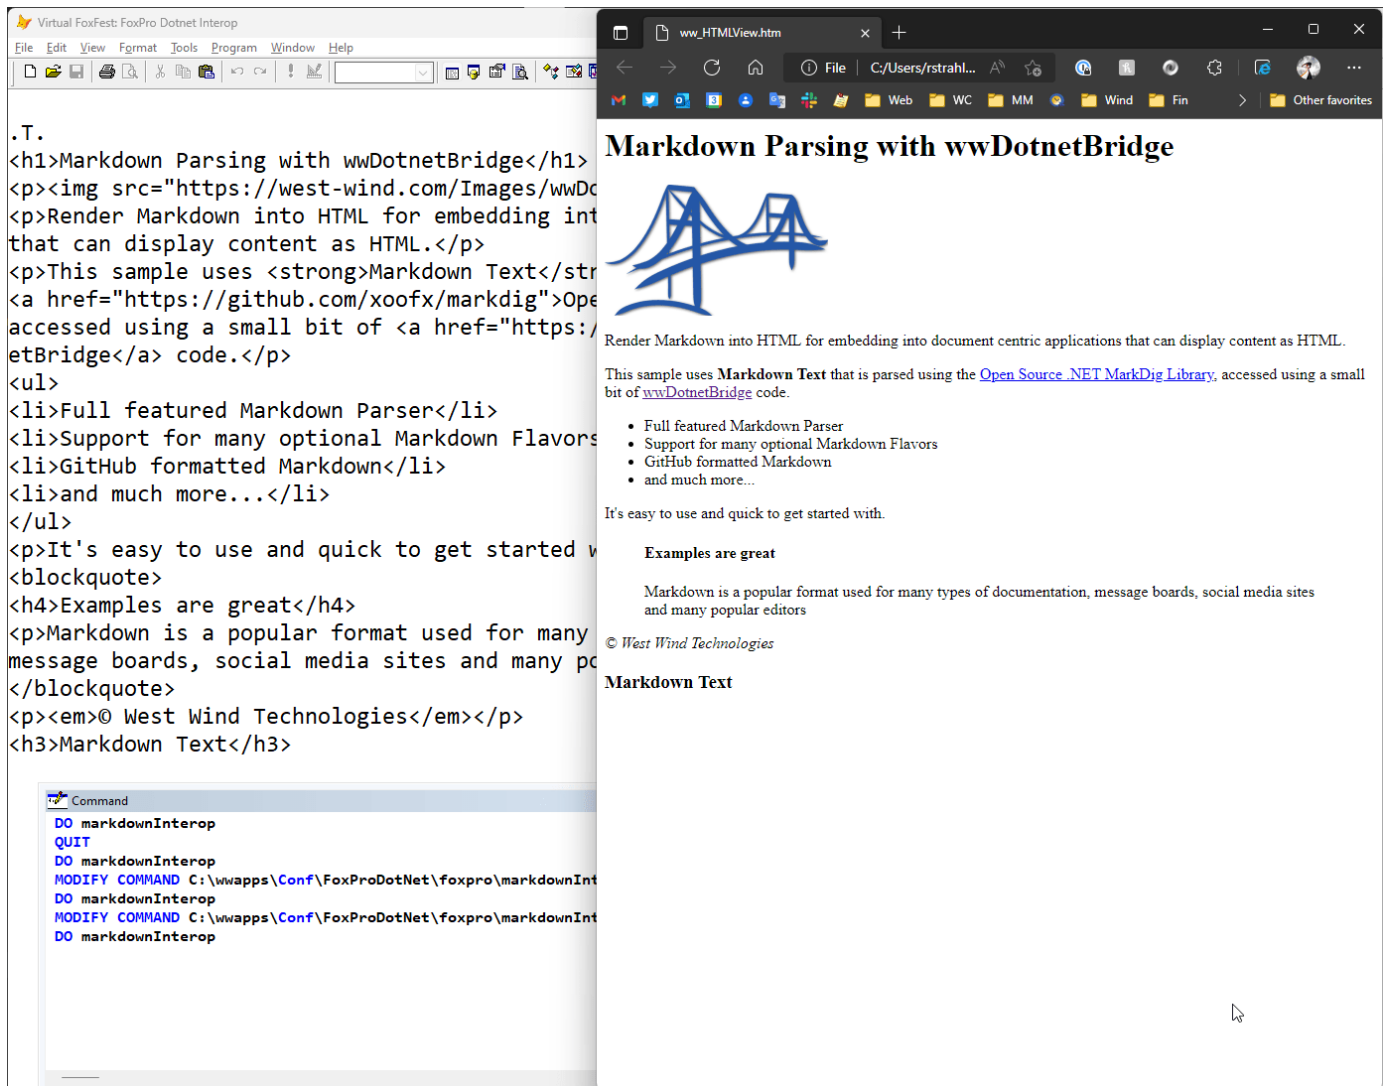 Virtual FoxFest: FoxPro Dotnet Interop
File Edit View Format Tools Program Window Help
.T.
<h1>Markdown Parsing with wwDotnetBridge</h1>
<p><img src="https://west-wind.com/Images/wwDo
<p>Render Markdown into HTML for embedding int
that can display content as HTML.</p>
<p>This sample uses <strong>Markdown Text</str
<a href="https://github.com/xoofx/markdig">Ope
accessed using a small bit of <a href="https:/
etBridge</a> code.</p>
<ul>
<li>Full featured Markdown Parser</li>
<li>Support for many optional Markdown Flavors
<li>GitHub formatted Markdown</li>
<li>and much more...</li>
</ul>
<p>It's easy to use and quick to get started w
<blockquote>
<h4>Examples are great</h4>
<p>Markdown is a popular format used for many
message boards, social media sites and many po
</blockquote>
<p><em>© West Wind Technologies</em></p>
<h3>Markdown Text</h3>
Command
DO markdownInterop
QUIT
DO markdownInterop
MODIFY COMMAND C:\wwapps\Conf\FoxProDotNet\foxpro\markdownInt
DO markdownInterop
MODIFY COMMAND C:\wwapps\Conf\FoxProDotNet\foxpro\markdownInt
DO markdownInterop
ww_HTMLView.htm
File C:/Users/rstrahl...
Web WC MM Wind Fin Other favorites
Markdown Parsing with wwDotnetBridge
Render Markdown into HTML for embedding into document centric applications that can display content as HTML.
This sample uses Markdown Text that is parsed using the Open Source .NET MarkDig Library, accessed using a small
bit of wwDotnetBridge code.
• Full featured Markdown Parser
• Support for many optional Markdown Flavors
• GitHub formatted Markdown
• and much more...
It's easy to use and quick to get started with.
Examples are great
Markdown is a popular format used for many types of documentation, message boards, social media sites
and many popular editors
© West Wind Technologies
Markdown Text